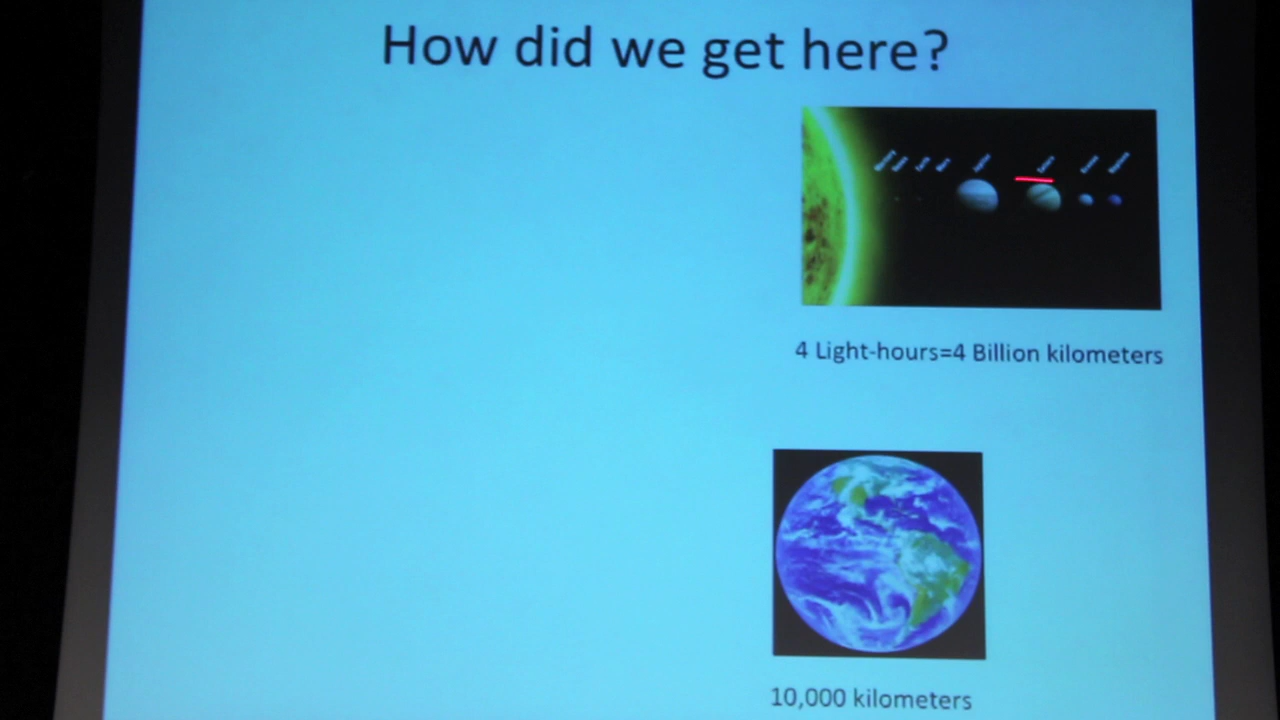 How did we get here?
4 Light-hours=4 Billion kilometers
10,000 kilometers